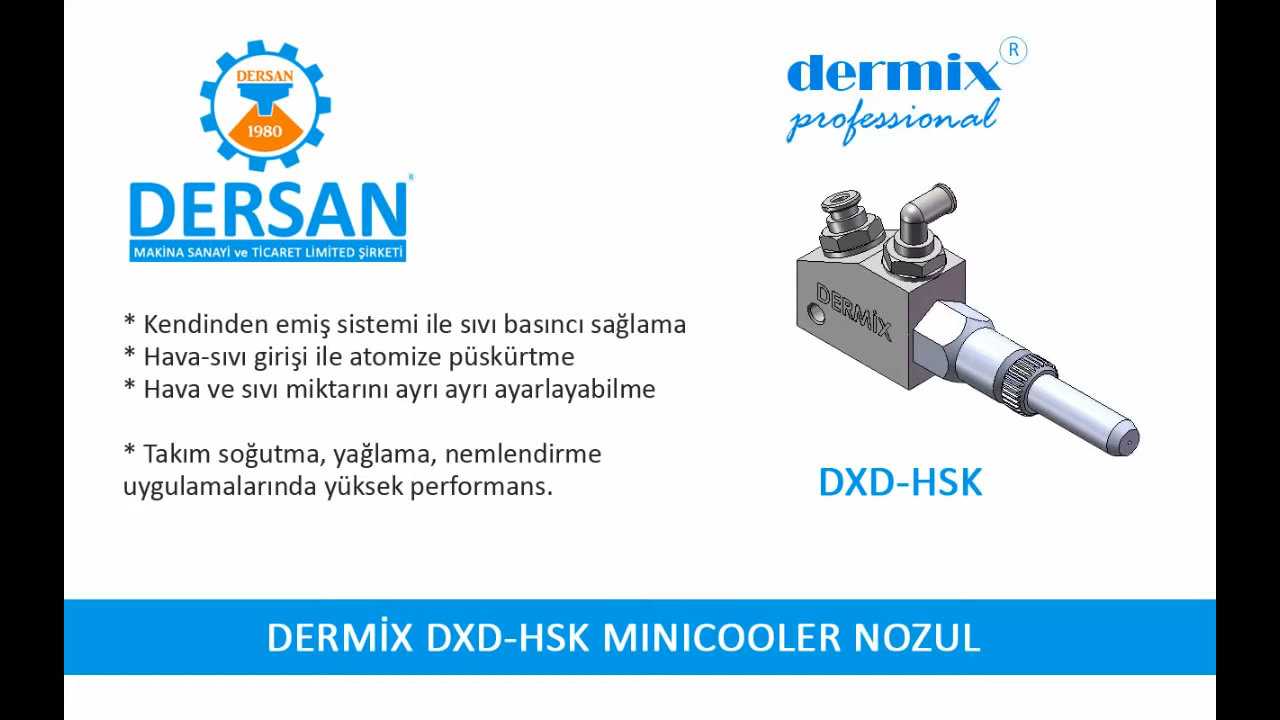 DERSAN
1980
DERSAN®
MAKİNA SANAYİ ve TİCARET LİMİTED ŞİRKETİ
dermix®
professional
* Kendinden emiş sistemi ile sıvı basıncı sağlama
* Hava-sıvı girişi ile atomize püskürtme
* Hava ve sıvı miktarını ayrı ayrı ayarlayabilme
* Takım soğutma, yağlama, nemlendirme
uygulamalarında yüksek performans.
DERMİX
DXD-HSK
DERMİX DXD-HSK MINICOOLER NOZUL